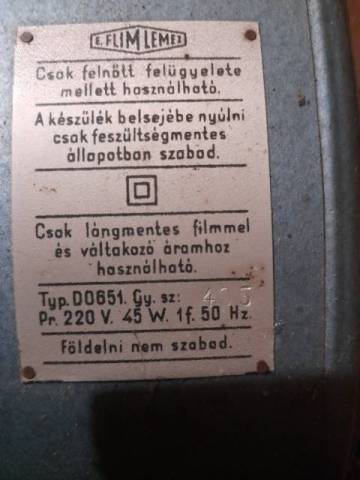 E. FLIM LEMEZ
Csak felnőtt felügyelete
mellett használható.
A készülék belsejébe nyúlni
csak feszültségmentes
állapotban szabad.
Csak lángmentes filmmel
és váltakozó áramhoz
használható.
Typ. D0651. Gy. sz:
Pr. 220 V. 45 W. 1f. 50 Hz.
Földelni nem szabad.